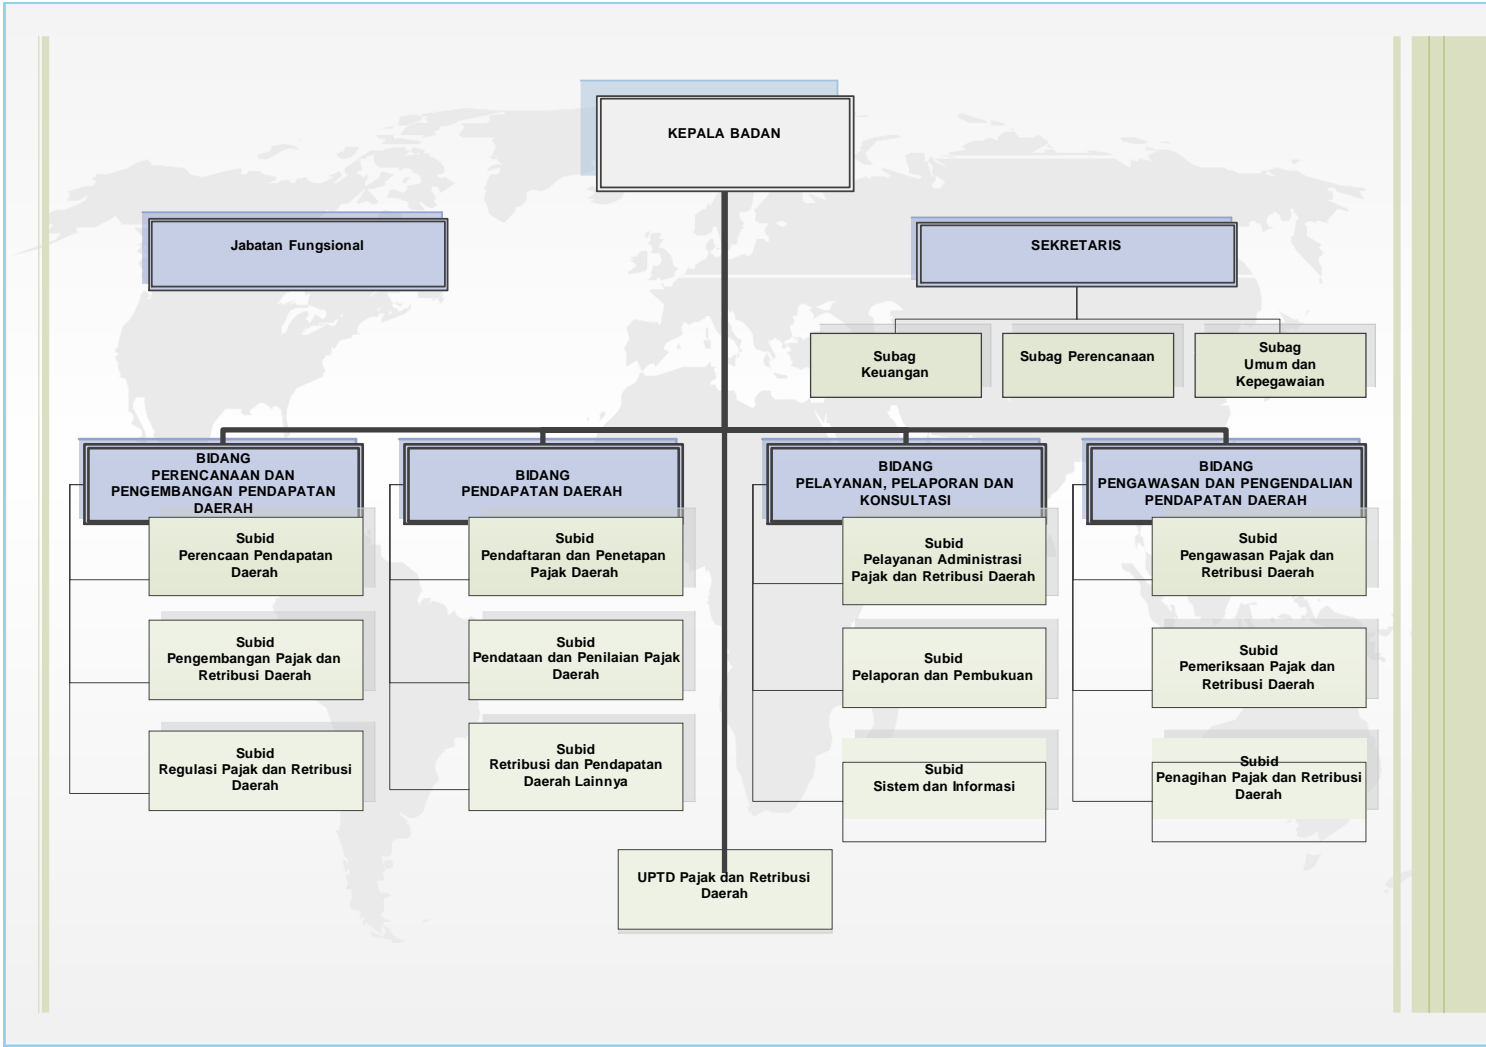 KEPALA BADAN
Jabatan Fungsional
SEKRETARIS
Subag
Keuangan
Subag Perencanaan
Subag
Umum dan
Kepegawaian
BIDANG
PERENCANAAN DAN
PENGEMBANGAN PENDAPATAN
DAERAH
BIDANG
PENDAPATAN DAERAH
BIDANG
PELAYANAN, PELAPORAN DAN
KONSULTASI
BIDANG
PENGAWASAN DAN PENGENDALIAN
PENDAPATAN DAERAH
Subid
Perencaan Pendapatan
Daerah
Subid
Pendaftaran dan Penetapan
Pajak Daerah
Subid
Pelayanan Administrasi
Pajak dan Retribusi Daerah
Subid
Pengawasan Pajak dan
Retribusi Daerah
Subid
Pengembangan Pajak dan
Retribusi Daerah
Subid
Pendataan dan Penilaian Pajak
Daerah
Subid
Pelaporan dan Pembukuan
Subid
Pemeriksaan Pajak dan
Retribusi Daerah
Subid
Regulasi Pajak dan Retribusi
Daerah
Subid
Retribusi dan Pendapatan
Daerah Lainnya
Subid
Sistem dan Informasi
Subid
Penagihan Pajak dan Retribusi
Daerah
UPTD Pajak dan Retribusi
Daerah